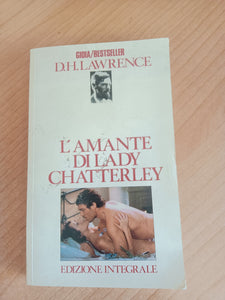 GIOIA/BESTSELLER
D.H. LAWRENCE
L'AMANTE
DI LADY
CHATTERLEY
EDIZIONE INTEGRALE